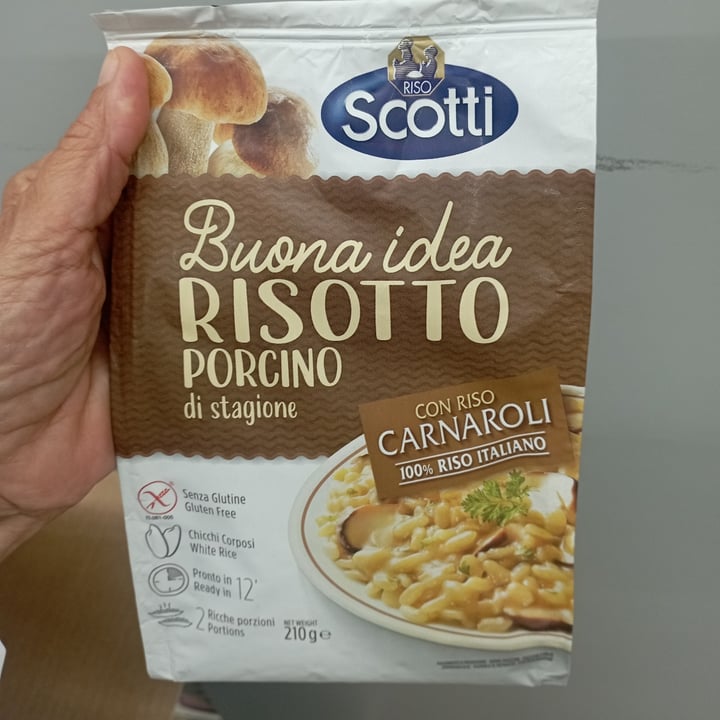 RISO
Scotti
Buona idea
RISOTTO
PORCINO
di stagione
CON RISO
CARNAROLI
100% RISO ITALIANO
Senza Glutine
Gluten Free
Chicchi Corposi
White Rice
Pronto in
Ready in 12'
2 Ricche porzioni
Portions
NET WEIGHT
210 g e